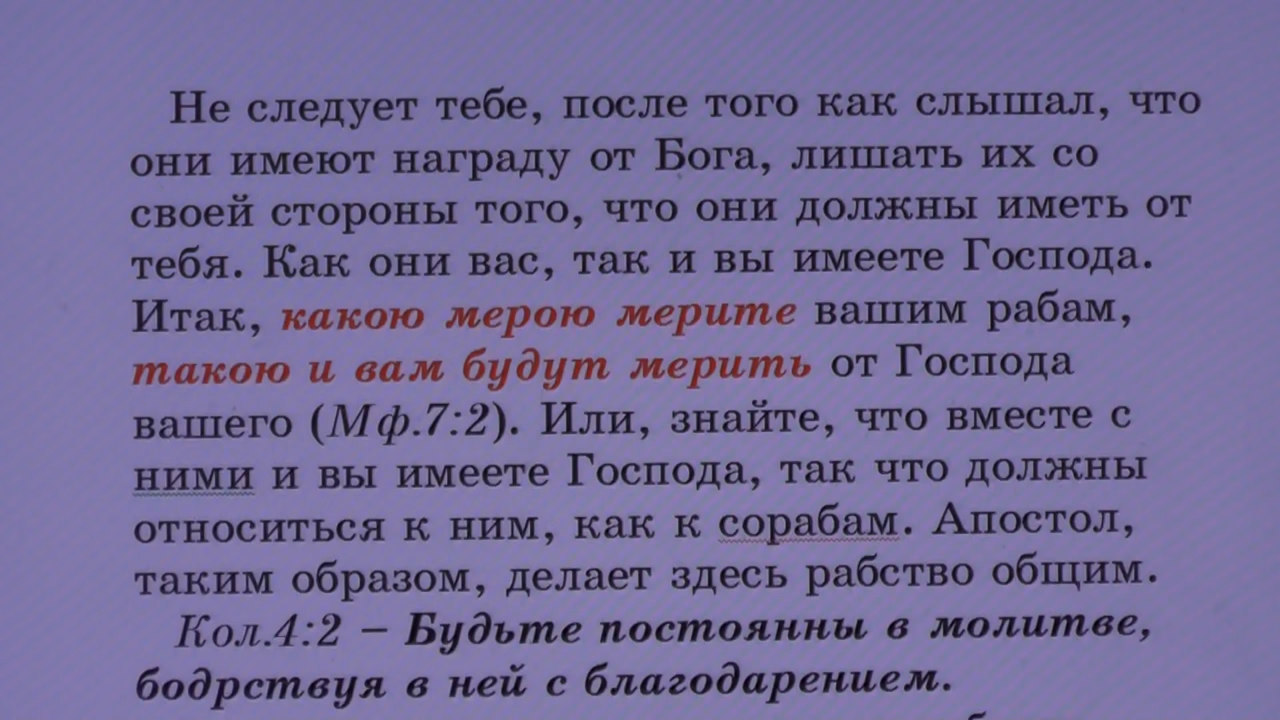 Не следует тебе, после того как слышал, что
они имеют награду от Бога, лишать их со
своей стороны того, что они должны иметь от
тебя. Как они вас, так и вы имеете Господа.
Итак, какою мерою мерите вашим рабам,
такою и вам будут мерить от Господа
вашего (Мф.7:2). Или, знайте, что вместе с
ними и вы имеете Господа, так что должны
относиться к ним, как к сорабам. Апостол,
таким образом, делает здесь рабство общим.
Кол.4:2 – Будьте постоянны в молитве,
бодрствуя в ней с благодарением.